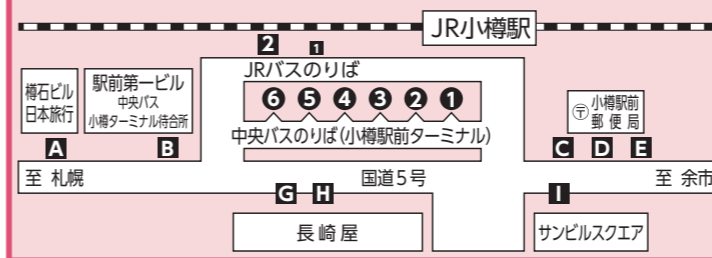 JR小樽駅
2 1
JRバスのりば
樽石ビル
日本旅行
駅前第一ビル
中央バス
小樽ターミナル待合所
6 5 4 3 2 1
中央バスのりば(小樽駅前ターミナル)
〒小樽駅前
郵便局
A B C D E
至 札幌 国道5号 至 余市
G H I
長崎屋
サンビルスクエア